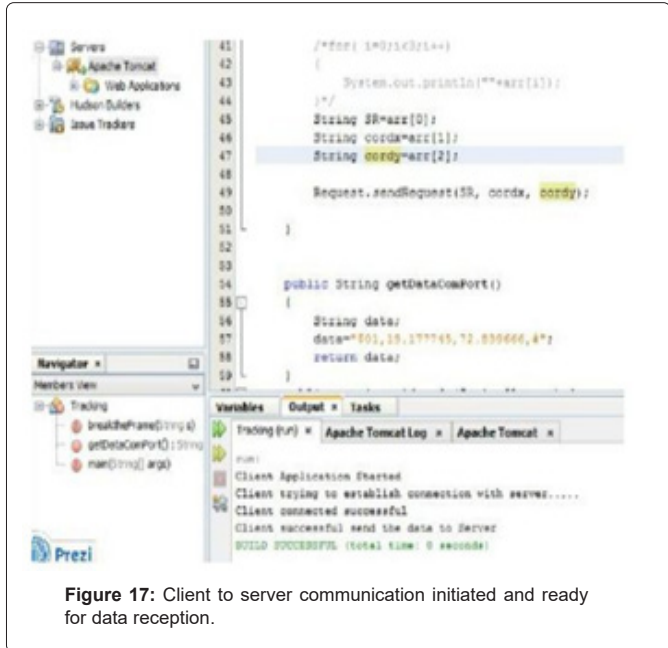 Servers
Apache Tomcat
Web Applications
Hudson Builders
Issue Trackers
41 /*for( i=0;i<3;i++)
42 {
43 System.out.println(""+arr[i]);
44 }*/
45 String SR=arr[0];
46 String cordx=arr[1];
47 String cordy=arr[2];
48
49 Request.sendRequest(SR, cordx, cordy);
50
51 }
52
53
54 public String getDataComPort()
55 {
56 String data;
57 72.839666,
58 return data;
59 }
Navigator ×
Members View
Tracking
breaktheFrame(String s)
getDataComPort() : String
main(String[] args)
Variables Output × Tasks
Tracking (run) × Apache Tomcat Log × Apache Tomcat ×
run:
Client Application Started
Client trying to establish connection with server.....
Client connected successful
Client successful send the data to Server
BUILD SUCCESSFUL (total time: 0 seconds)
Prezi
Figure 17: Client to server communication initiated and ready
for data reception.